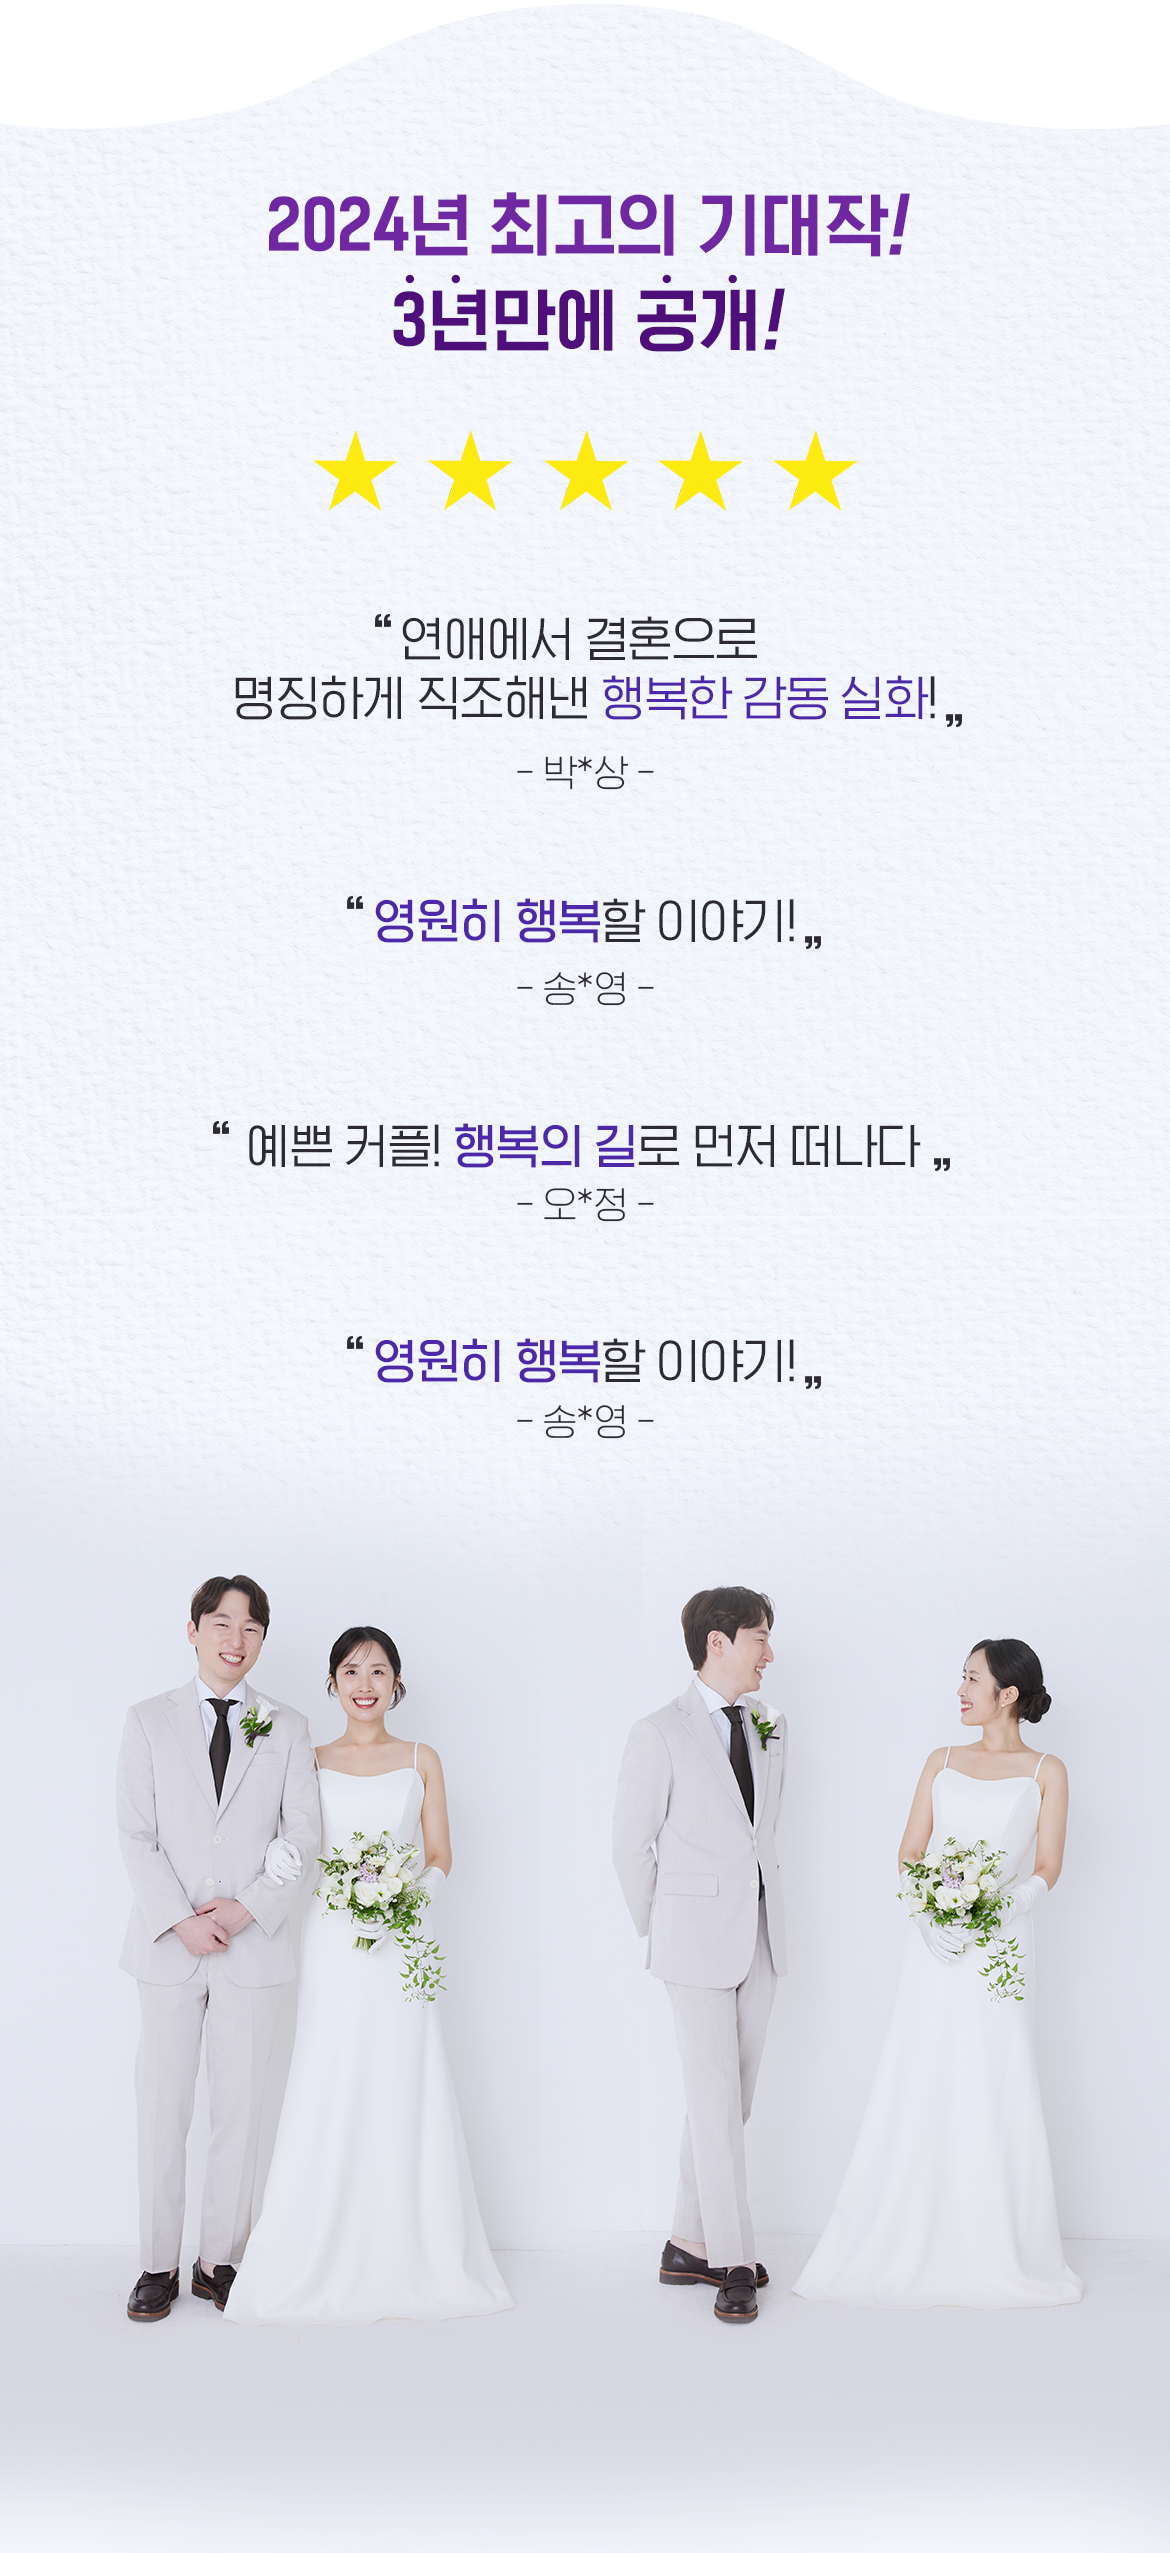 2024년 최고의 기대작!
3년만에 공개!
★ ★ ★ ★ ★
“ 연애에서 결혼으로
명징하게 직조해낸 행복한 감동 실화! „
- 박*상 -
“ 영원히 행복할 이야기! „
- 송*영 -
“ 예쁜 커플! 행복의 길로 먼저 떠나다 „
- 오*정 -
“ 영원히 행복할 이야기! „
- 송*영 -